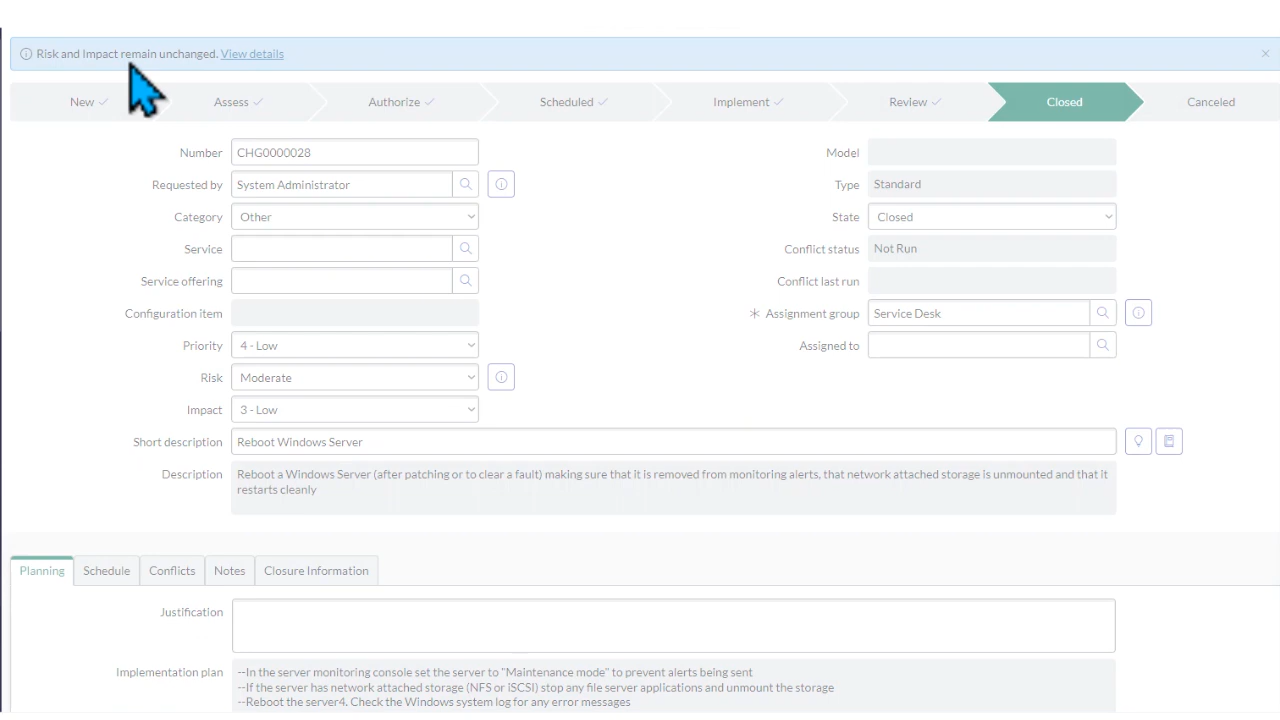 Risk and Impact remain unchanged. View details
New
Assess
Authorize
Scheduled
Implement
Review
Closed
Canceled
Number CHG0000028
Requested by System Administrator
Category Other
Service
Service offering
Configuration item
Priority 4 - Low
Risk Moderate
Impact 3 - Low
Model
Type Standard
State Closed
Conflict status Not Run
Conflict last run
Assignment group Service Desk
Assigned to
Short description Reboot Windows Server
Description Reboot a Windows Server (after patching or to clear a fault) making sure that it is removed from monitoring alerts, that network attached storage is unmounted and that it
restarts cleanly
Planning
Schedule
Conflicts
Notes
Closure Information
Justification
Implementation plan --In the server monitoring console set the server to "Maintenance mode" to prevent alerts being sent
--If the server has network attached storage (NFS or iSCSI) stop any file server applications and unmount the storage
--Reboot the server4. Check the Windows system log for any error messages